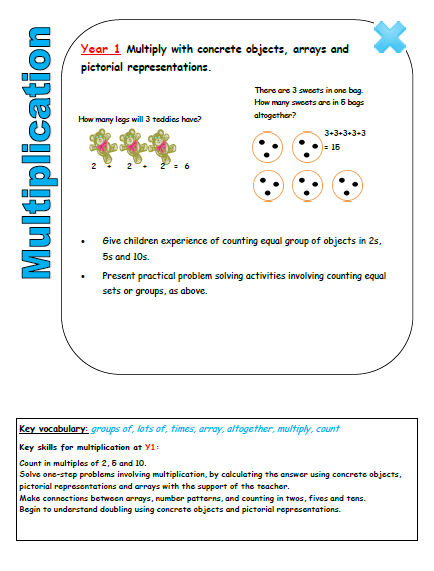 Multiplication
Year 1 Multiply with concrete objects, arrays and
pictorial representations.
How many legs will 3 teddies have?
2 + 2 + 2 = 6
There are 3 sweets in one bag.
How many sweets are in 5 bags
altogether?
3+3+3+3+3
= 15
• Give children experience of counting equal group of objects in 2s,
5s and 10s.
• Present practical problem solving activities involving counting equal
sets or groups, as above.
Key vocabulary: groups of, lots of, times, array, altogether, multiply, count
Key skills for multiplication at Y1:
Count in multiples of 2, 5 and 10.
Solve one-step problems involving multiplication, by calculating the answer using concrete objects,
pictorial representations and arrays with the support of the teacher.
Make connections between arrays, number patterns, and counting in twos, fives and tens.
Begin to understand doubling using concrete objects and pictorial representations.